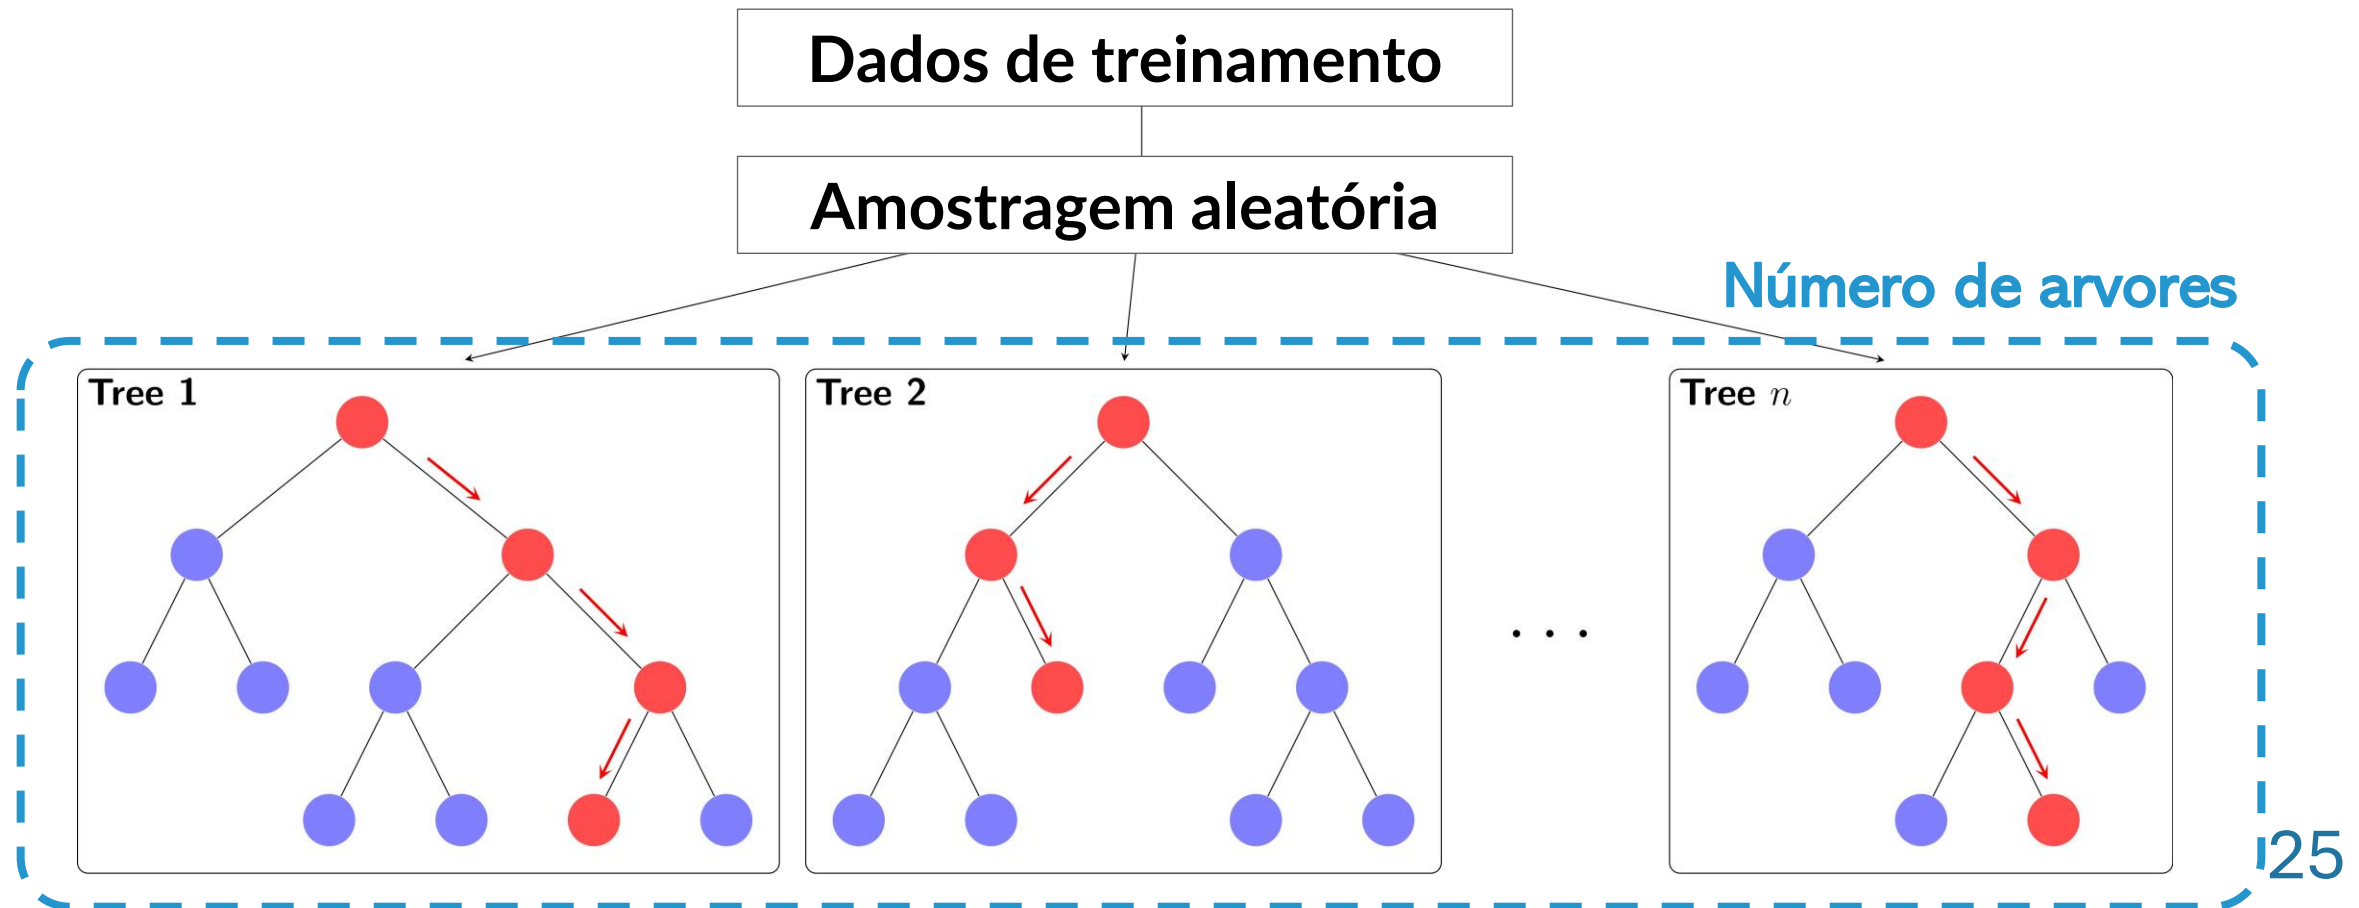 Dados de treinamento
Amostragem aleatória
Número de arvores
Tree 1
Tree 2
Tree n
. . .
25